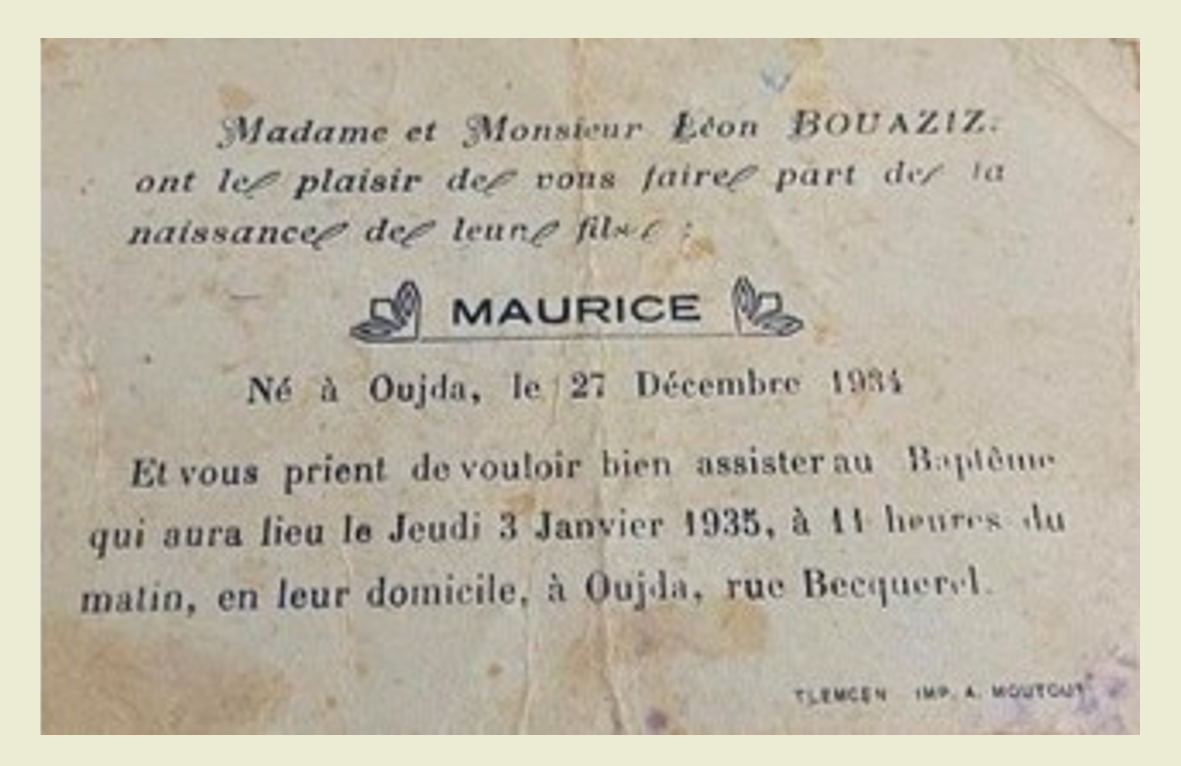 Madame et Monsieur Léon BOUAZIZ.
ont le plaisir de vous faire part de la
naissance de leur fils :
MAURICE
Né à Oujda, le 27 Décembre 1934
Et vous prient de vouloir bien assister au Baptême
qui aura lieu le Jeudi 3 Janvier 1935, à 11 heures du
matin, en leur domicile, à Oujda, rue Becquerel.
TLEMCEN IMP. A. MOUTOUT